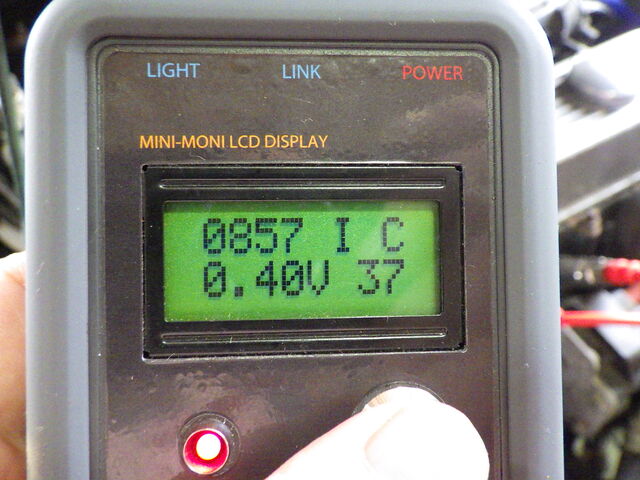 LIGHT LINK POWER
MINI-MONI LCD DISPLAY
0857 I C
0.40V 37